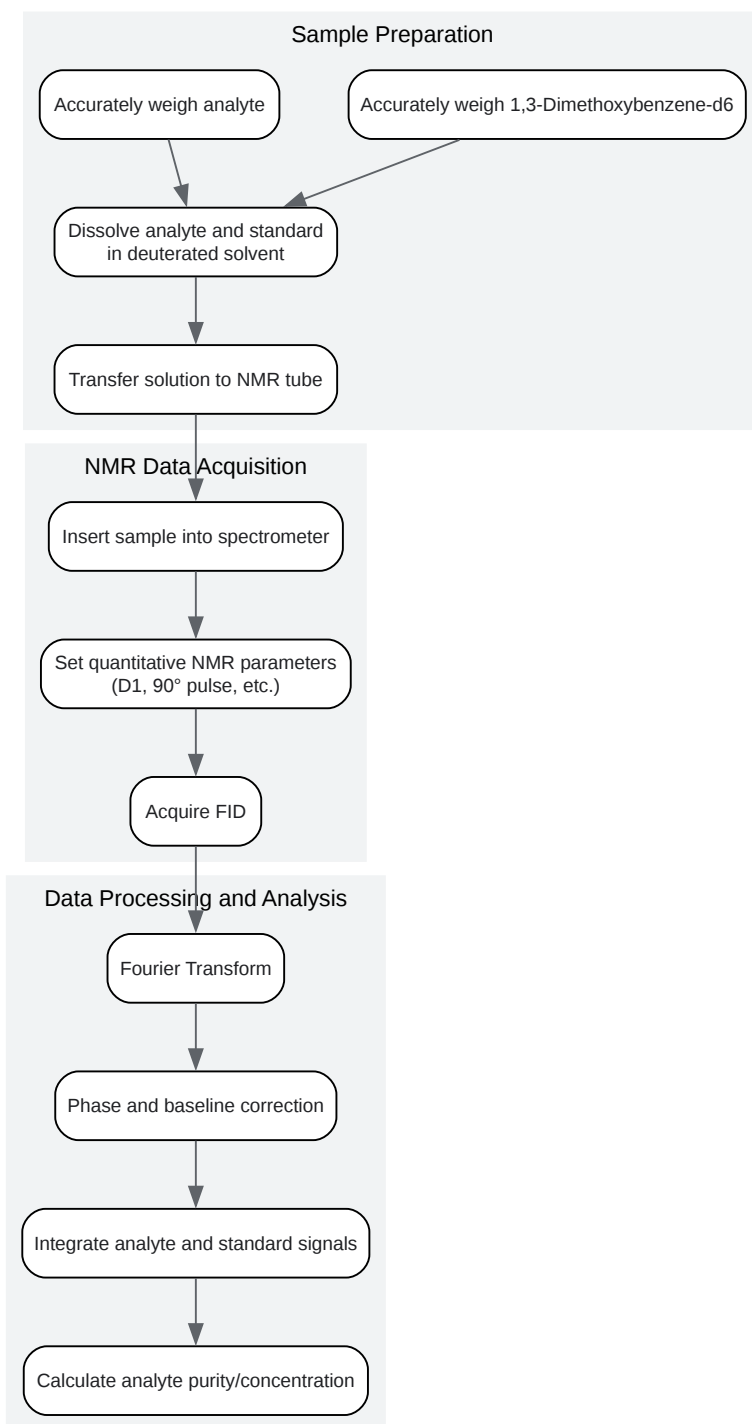 Sample Preparation
Accurately weigh analyte
Accurately weigh 1,3-Dimethoxybenzene-d6
Dissolve analyte and standard
in deuterated solvent
Transfer solution to NMR tube
NMR Data Acquisition
Insert sample into spectrometer
Set quantitative NMR parameters
(D1, 90° pulse, etc.)
Acquire FID
Data Processing and Analysis
Fourier Transform
Phase and baseline correction
Integrate analyte and standard signals
Calculate analyte purity/concentration